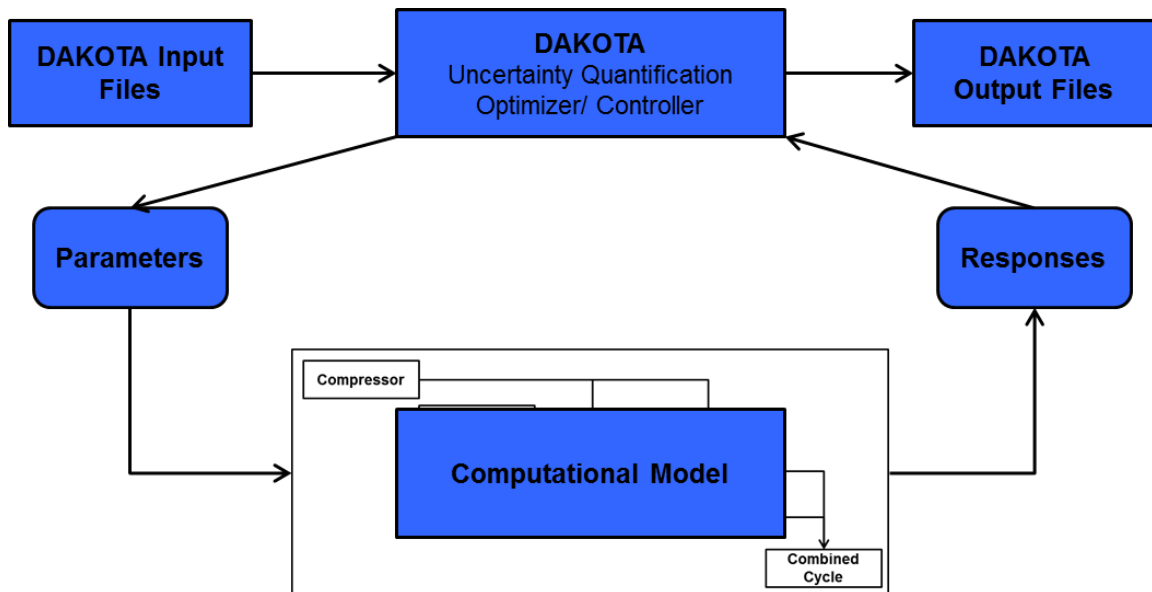 DAKOTA Input
Files
DAKOTA
Uncertainty Quantification
Optimizer/ Controller
DAKOTA
Output Files
Parameters
Responses
Compressor
Computational Model
Combined
Cycle